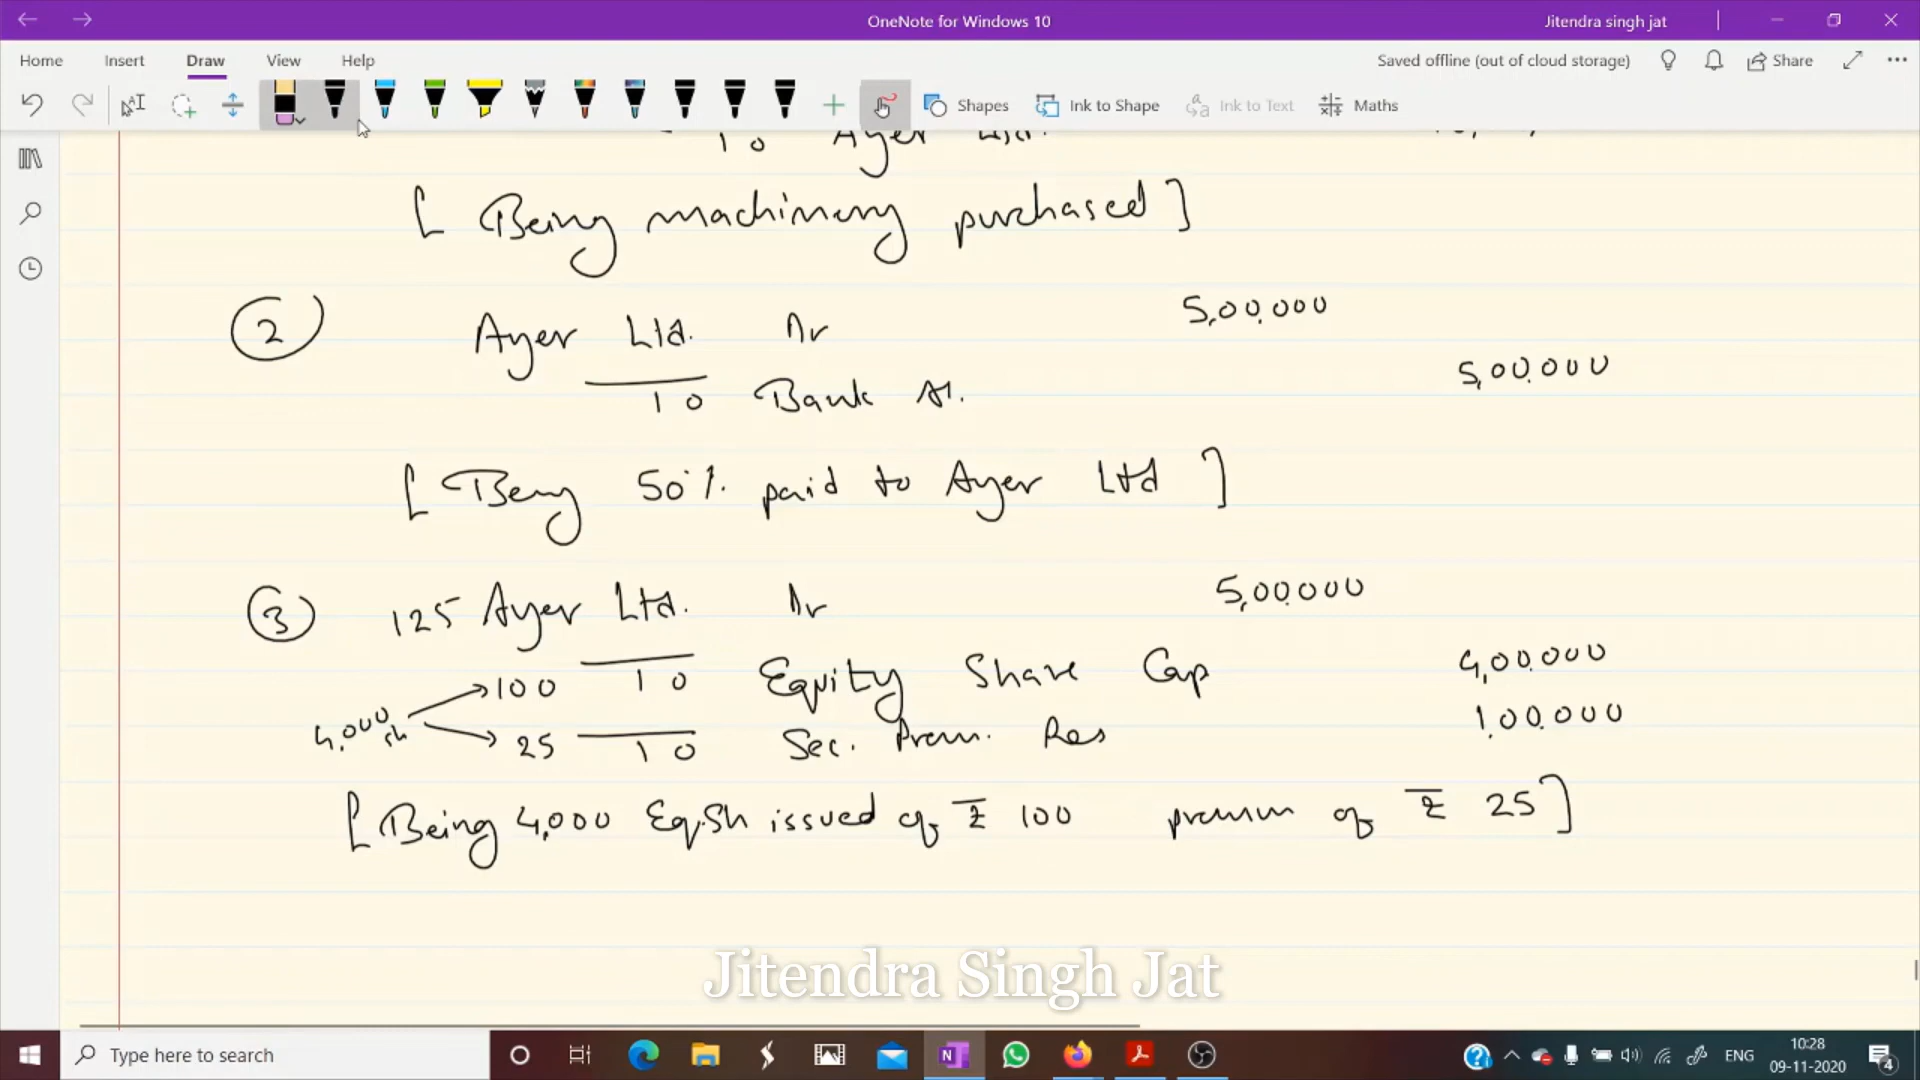 OneNote for Windows 10
Jitendra singh jat
Home Insert Draw View Help
Saved offline (out of cloud storage)
Share
Shapes
Ink to Shape
Ink to Text
Maths
To Ayer Ltd.
[ Being machinery purchased ]
2 Ayer Ltd. Dr 5,00,000
To Bank A/c. 5,00,000
[ Being 50% paid to Ayer Ltd ]
3 125 Ayer Ltd. Dr 5,00,000
100 To Equity Share Cap 4,00,000
4,000 sh
25 To Sec. Prem. Res 1,00,000
[ Being 4,000 Eq.Sh issued of ₹ 100 premium of ₹ 25 ]
Jitendra Singh Jat
Type here to search
ENG
10:28
09-11-2020
4